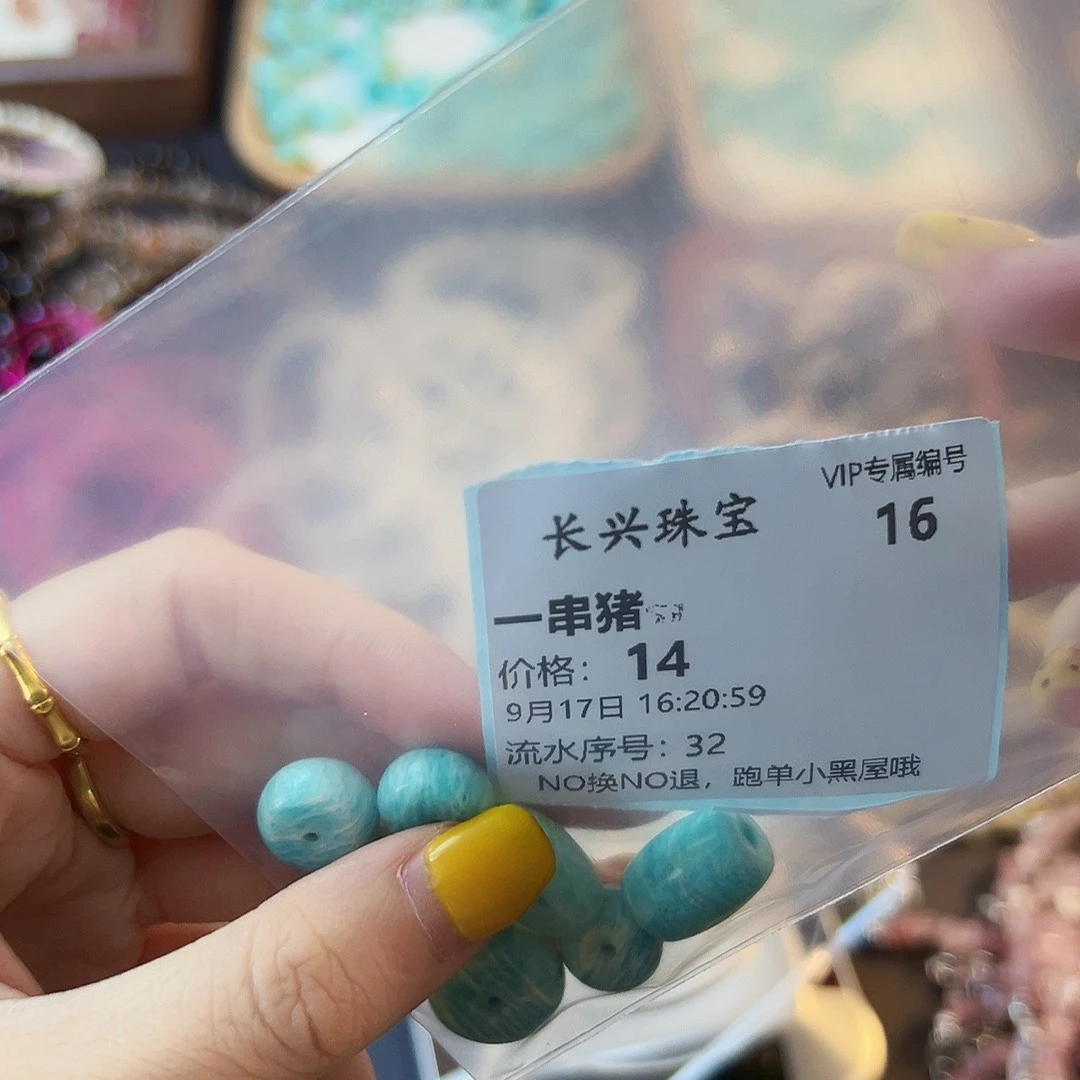 VIP专属编号
长兴珠宝 16
一串猪
价格：14
9月17日 16:20:59
流水序号：32
NO换NO退，跑单小黑屋哦